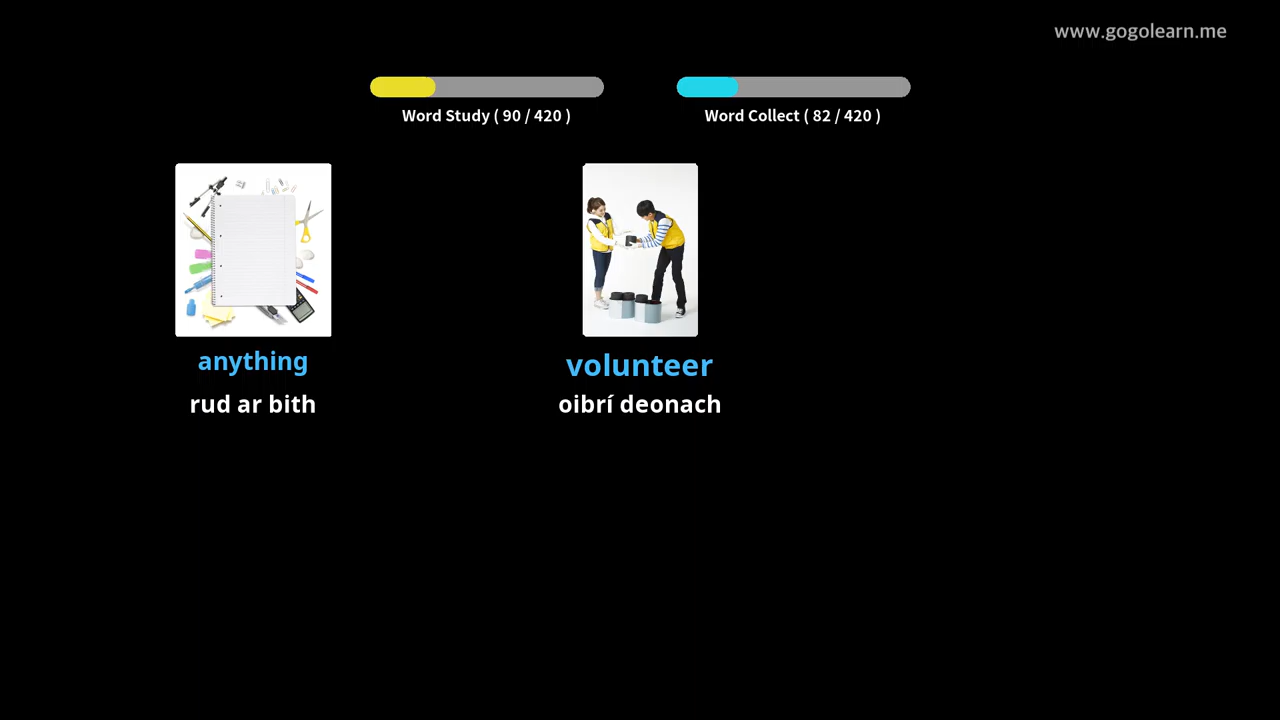 www.gogolearn.me
Word Study ( 90 / 420 )
Word Collect ( 82 / 420 )
anything
rud ar bith
volunteer
oibrí deonach